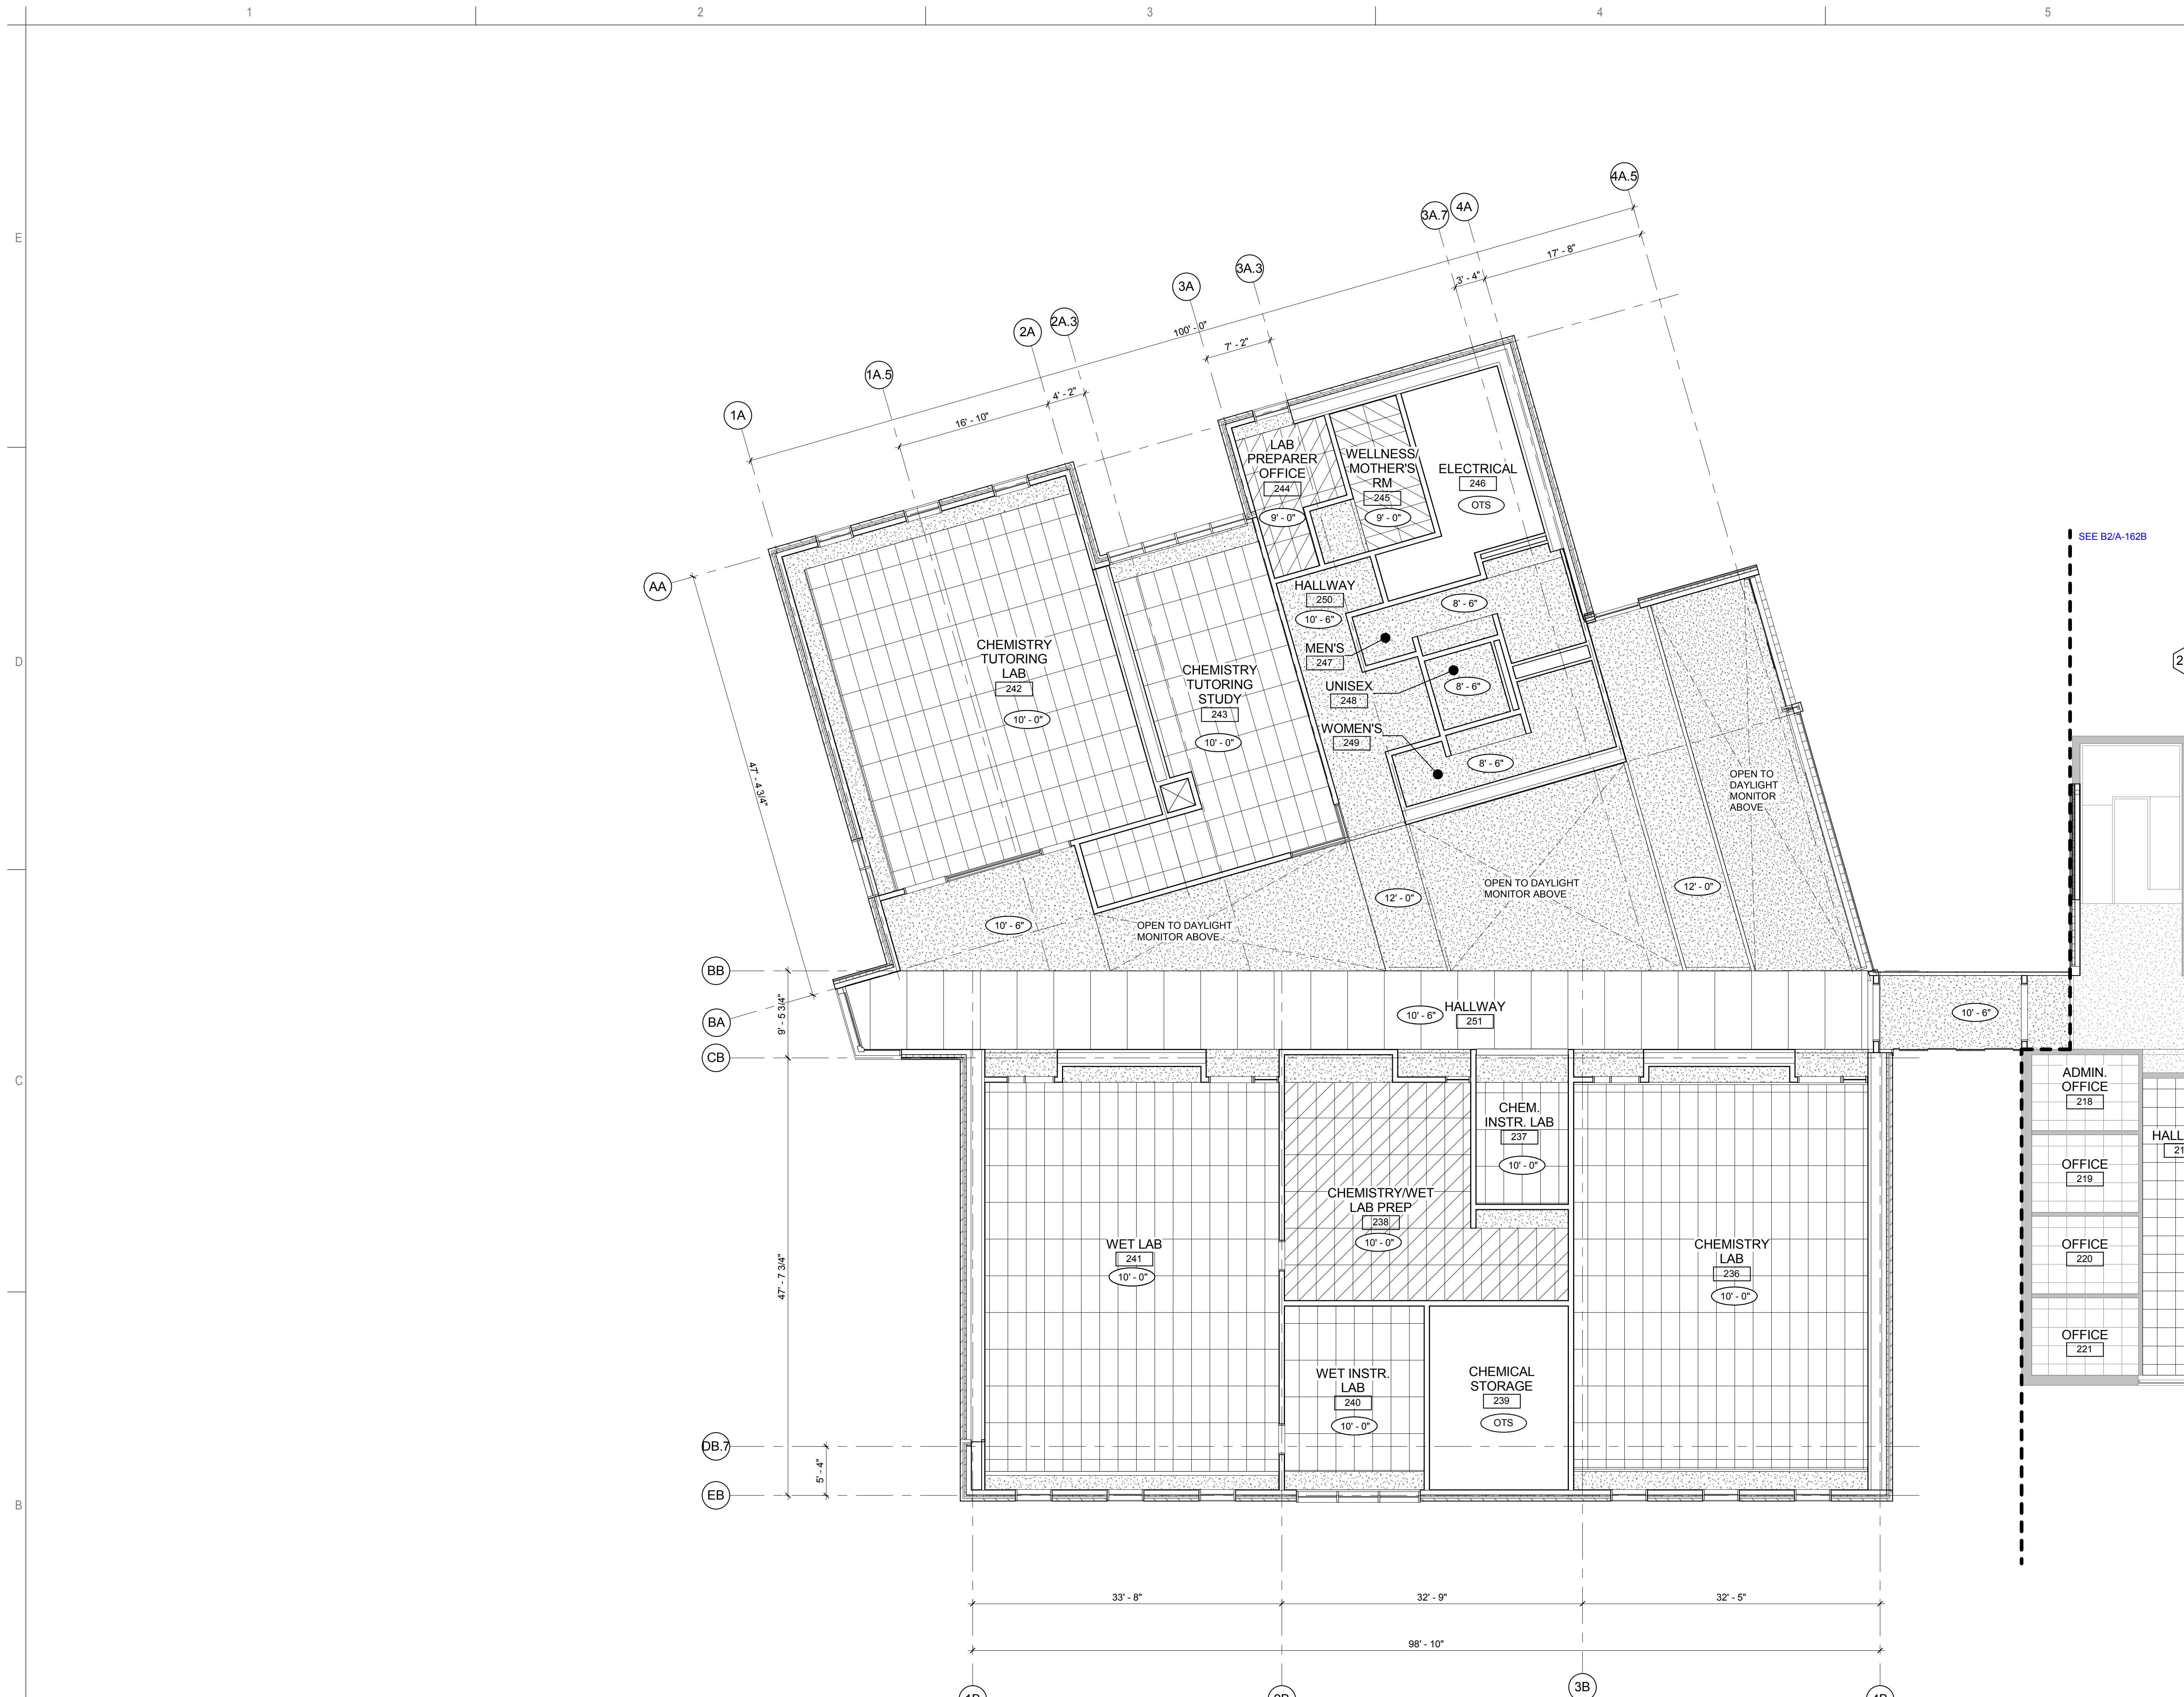 1
2
3
4
5
E
D
C
B
4A.5
4A
3A.7
3A.3
3A
2A.3
2A
1A.5
1A
17' - 8"
3' - 4"
100' - 0"
7' - 2"
4' - 2"
16' - 10"
AA
47' - 4 3/4"
LAB
PREPARER
OFFICE
244
9' - 0"
WELLNESS/
MOTHER'S
RM
245
9' - 0"
ELECTRICAL
246
OTS
SEE B2/A-162B
HALLWAY
250
10' - 6"
8' - 6"
MEN'S
247
UNISEX
248
8' - 6"
WOMEN'S
249
8' - 6"
CHEMISTRY
TUTORING
LAB
242
10' - 0"
CHEMISTRY
TUTORING
STUDY
243
10' - 0"
OPEN TO
DAYLIGHT
MONITOR
ABOVE
OPEN TO DAYLIGHT
MONITOR ABOVE
12' - 0"
12' - 0"
10' - 6"
OPEN TO DAYLIGHT
MONITOR ABOVE
BB
BA
CB
9' - 5 3/4"
10' - 6"
HALLWAY
251
10' - 6"
ADMIN.
OFFICE
218
OFFICE
219
OFFICE
220
OFFICE
221
CHEM.
INSTR. LAB
237
10' - 0"
CHEMISTRY/WET
LAB PREP
238
10' - 0"
WET LAB
241
10' - 0"
CHEMISTRY
LAB
236
10' - 0"
47' - 7 3/4"
WET INSTR.
LAB
240
10' - 0"
CHEMICAL
STORAGE
239
OTS
DB.7
5' - 4"
EB
33' - 8"
32' - 9"
32' - 5"
98' - 10"
1B
2B
3B
4B